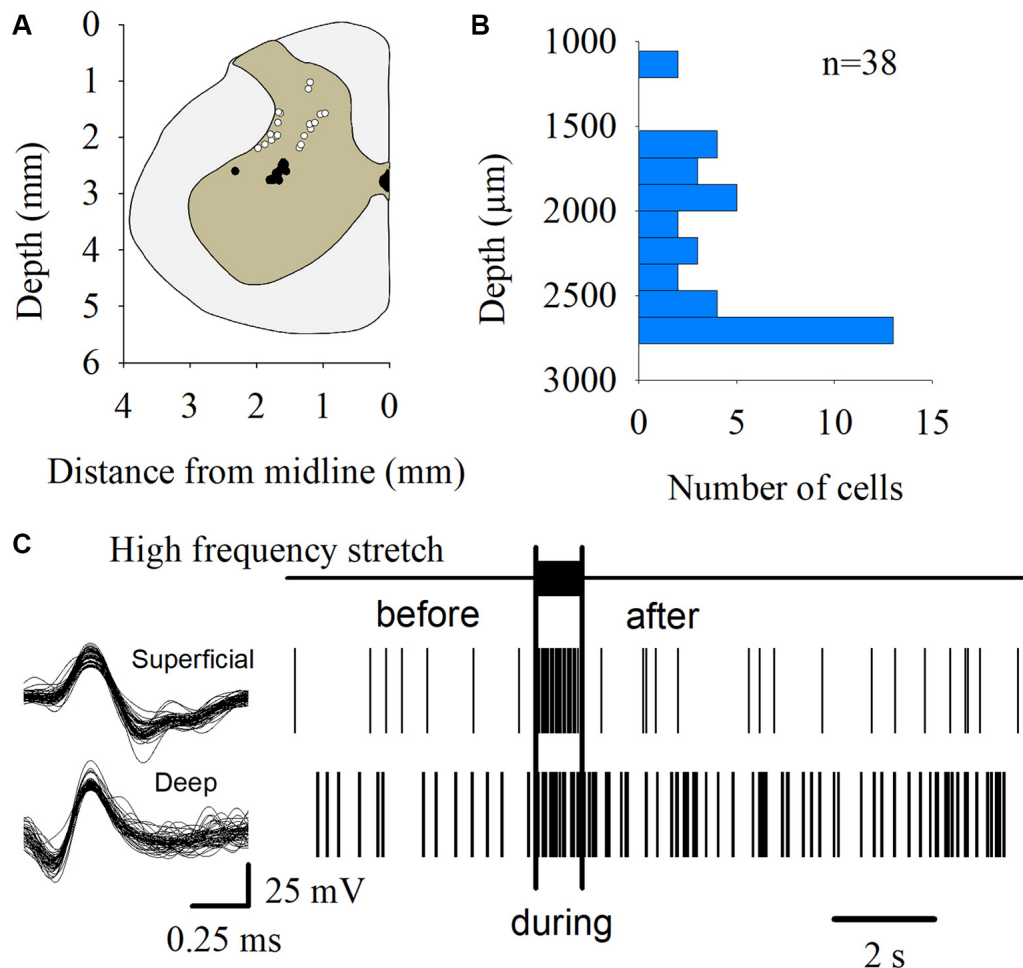 A
0
1
2
3
4
5
6
Depth (mm)
4 3 2 1 0
Distance from midline (mm)
B
1000
1500
2000
2500
3000
Depth (µm)
n=38
0 5 10 15
Number of cells
C
High frequency stretch
before
after
Superficial
Deep
25 mV
0.25 ms
during
2 s